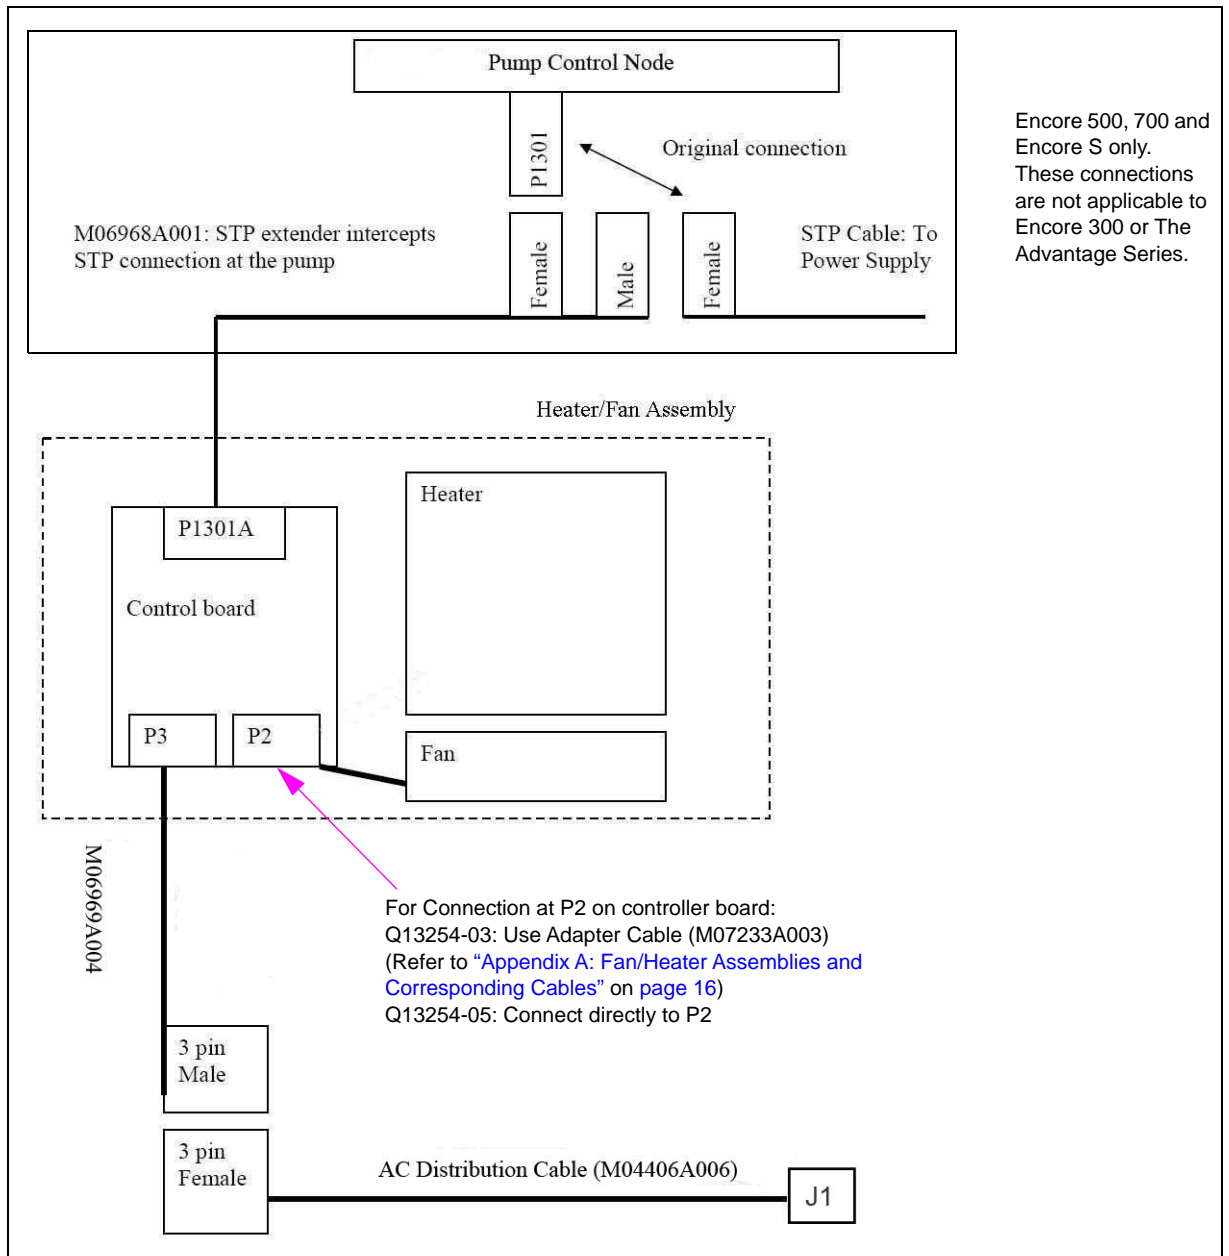 Pump Control Node
P1301
Original connection
Encore 500, 700 and
Encore S only.
These connections
are not applicable to
Encore 300 or The
Advantage Series.
M06968A001: STP extender intercepts
STP connection at the pump
Female
Male
Female
STP Cable: To
Power Supply
Heater/Fan Assembly
P1301A
Control board
Heater
P3
P2
Fan
M06969A004
For Connection at P2 on controller board:
Q13254-03: Use Adapter Cable (M07233A003)
(Refer to “Appendix A: Fan/Heater Assemblies and
Corresponding Cables” on page 16)
Q13254-05: Connect directly to P2
3 pin
Male
3 pin
Female
AC Distribution Cable (M04406A006)
J1